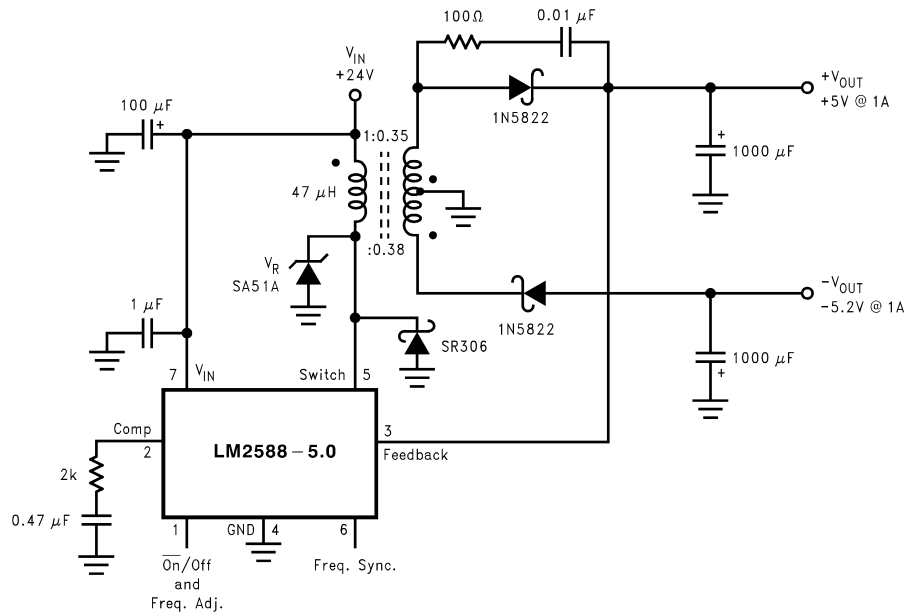 100Ω
0.01 μF
V_IN
+24V
+V_OUT
+5V @ 1A
100 μF
+
1N5822
+
1:0.35
1000 μF
47 μH
:0.38
V_R
SA51A
-V_OUT
-5.2V @ 1A
1 μF
1N5822
SR306
1000 μF
+
7
V_IN
Switch
5
Comp
2
LM2588-5.0
3
Feedback
2k
0.47 μF
1
GND
4
6
O̅n̅/Off
and
Freq. Adj.
Freq. Sync.